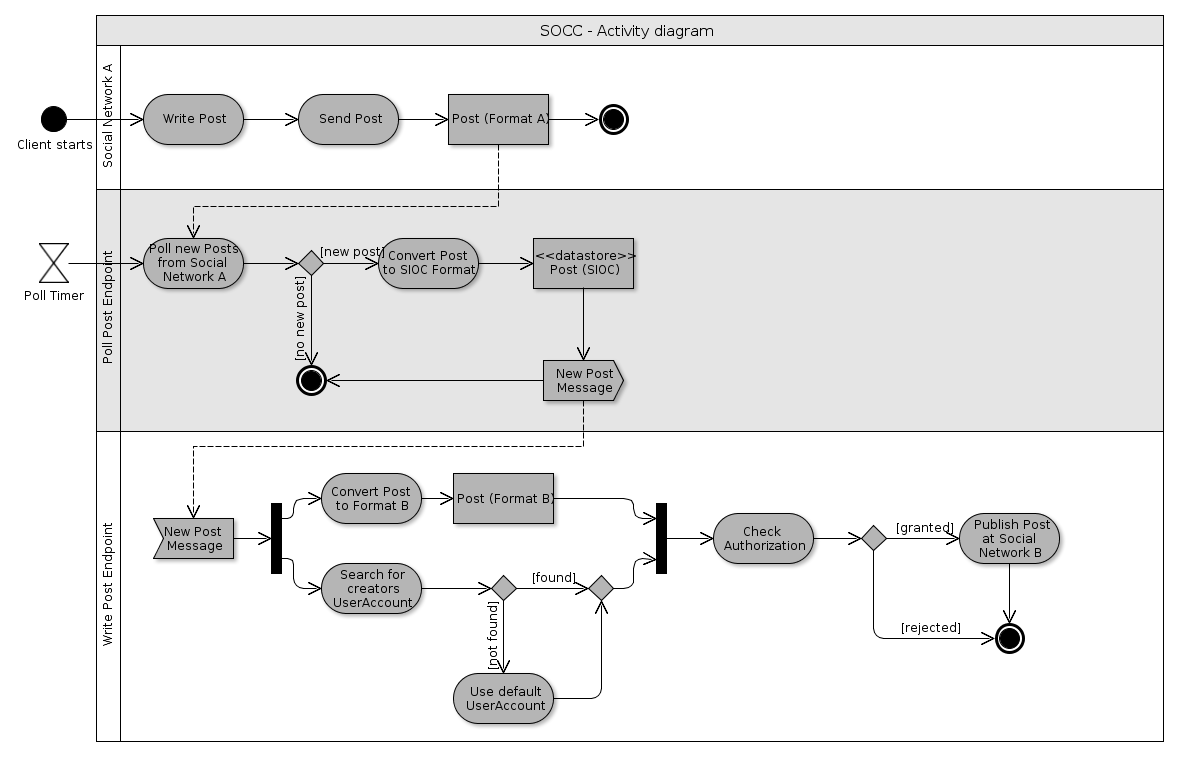 SOCC - Activity diagram
Social Network A
Client starts
Write Post
Send Post
Post (Format A)
Poll Post Endpoint
Poll Timer
Poll new Posts
from Social
Network A
[new post]
[no new post]
Convert Post
to SIOC Format
<<datastore>>
Post (SIOC)
New Post
Message
Write Post Endpoint
New Post
Message
Convert Post
to Format B
Post (Format B)
Search for
creators
UserAccount
[found]
[not found]
Use default
UserAccount
Check
Authorization
[granted]
[rejected]
Publish Post
at Social
Network B